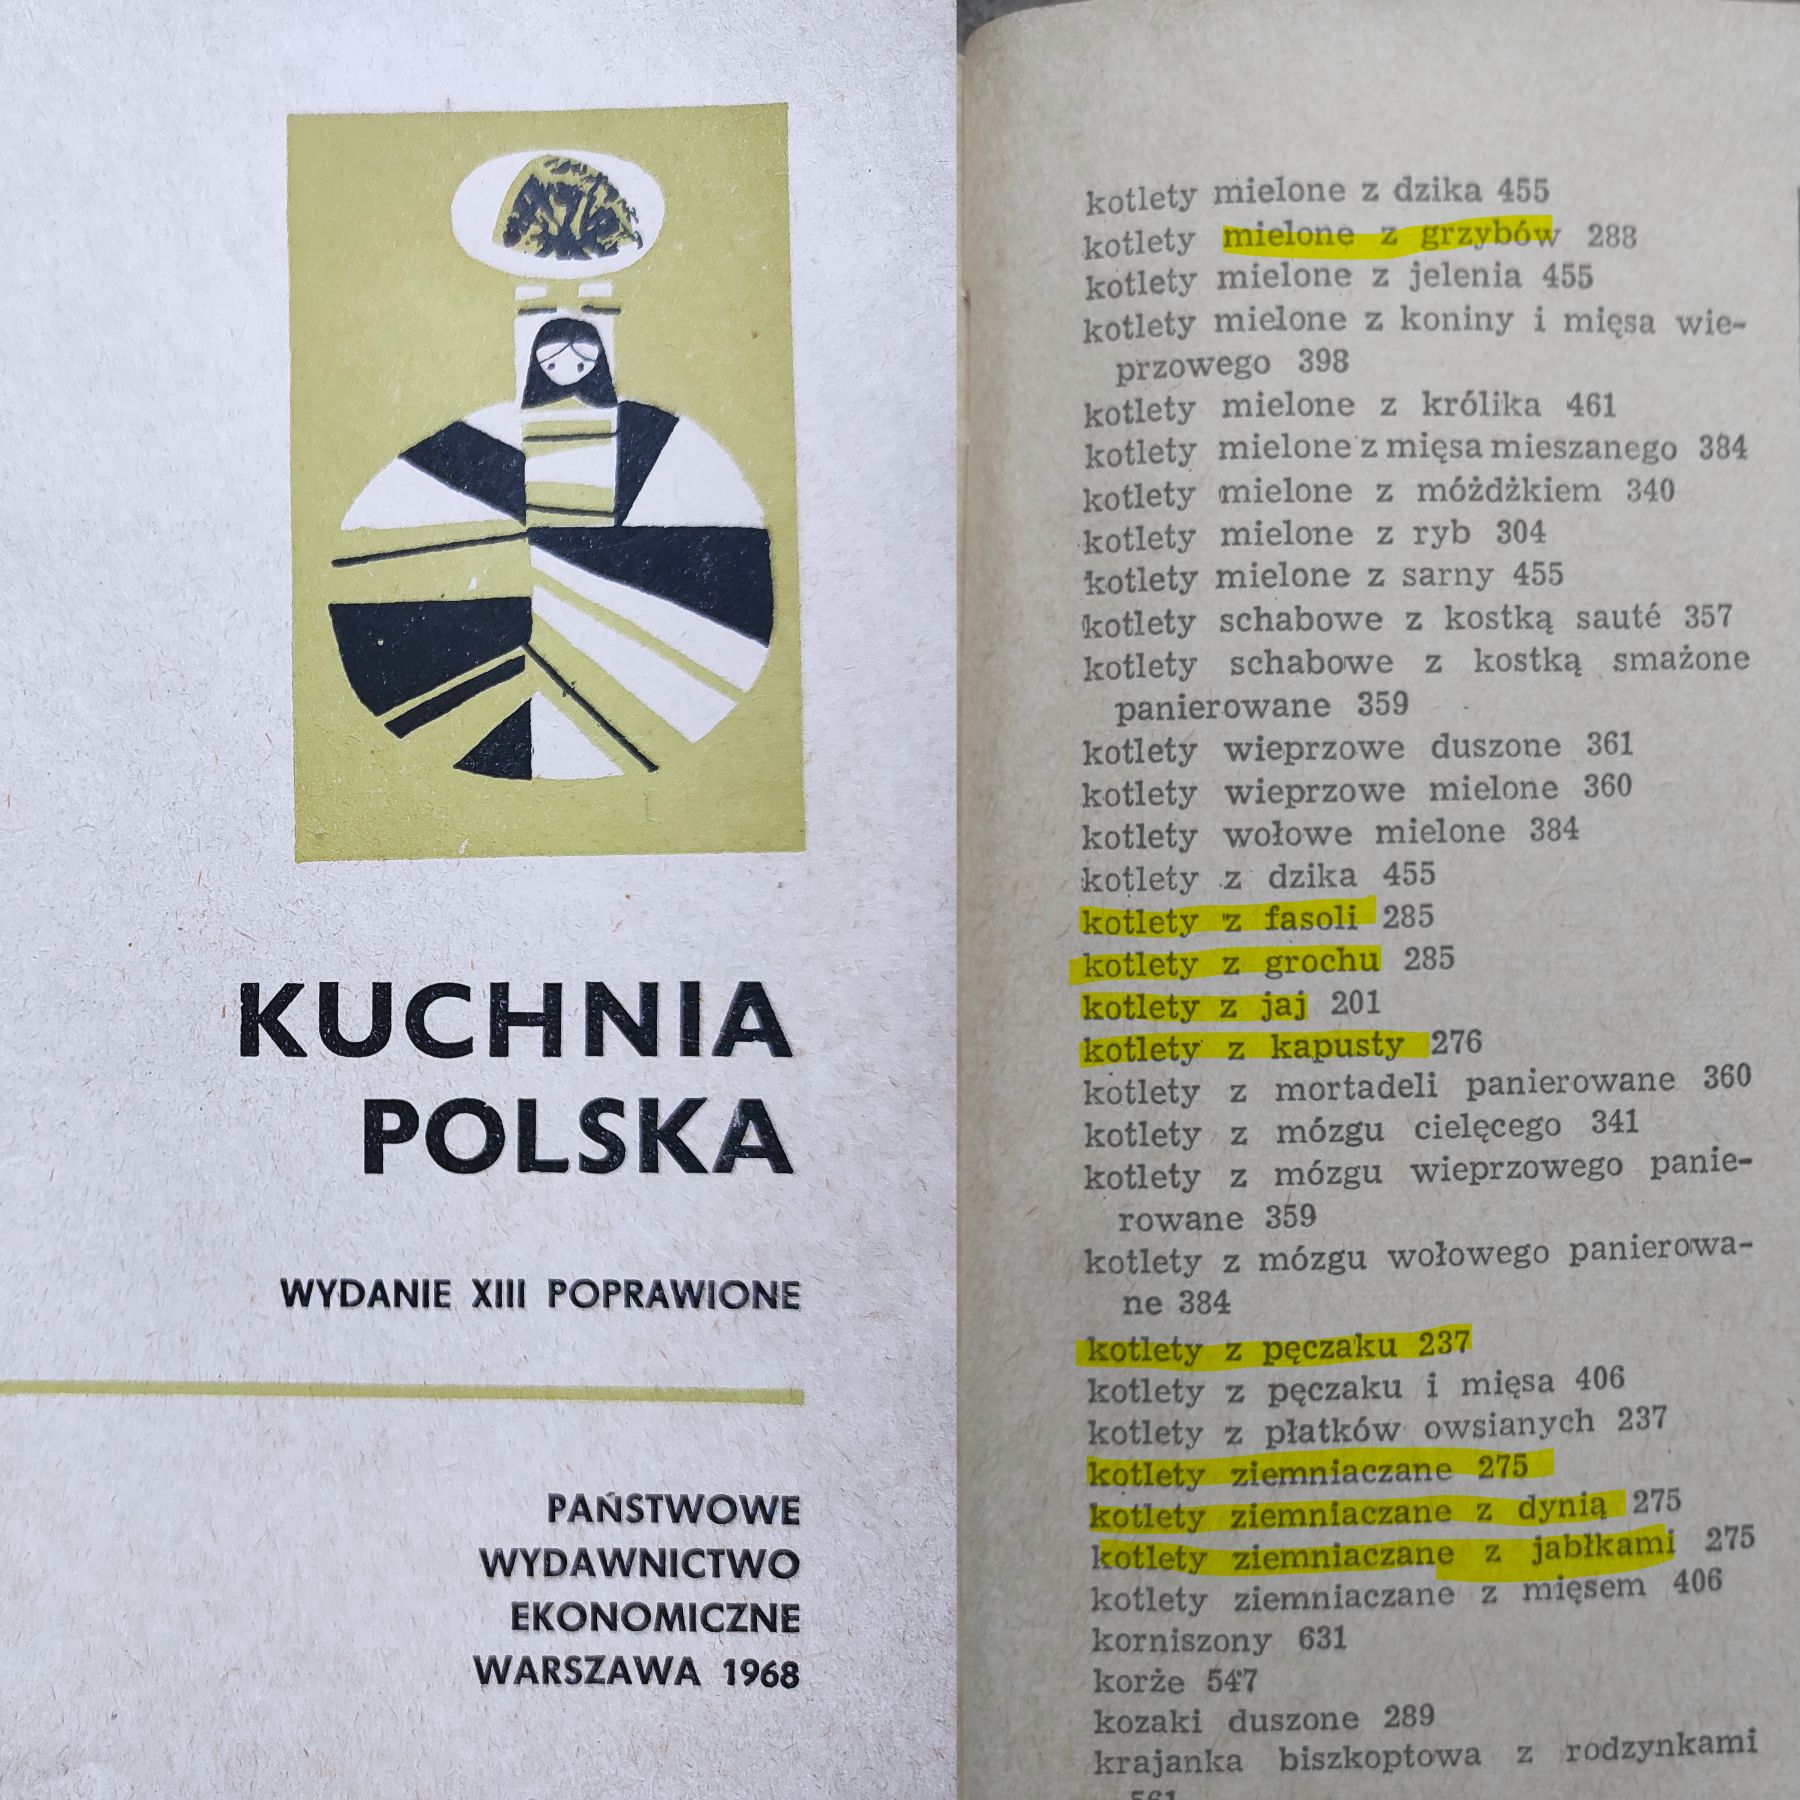 KUCHNIA
POLSKA
WYDANIE XIII POPRAWIONE
PAŃSTWOWE
WYDAWNICTWO
EKONOMICZNE
WARSZAWA 1968
kotlety mielone z dzika 455
kotlety mielone z grzybów 288
kotlety mielone z jelenia 455
kotlety mielone z koniny i mięsa wie-
przowego 398
kotlety mielone z królika 461
kotlety mielone z mięsa mieszanego 384
kotlety mielone z móżdżkiem 340
kotlety mielone z ryb 304
kotlety mielone z sarny 455
kotlety schabowe z kostką sauté 357
kotlety schabowe z kostką smażone
panierowane 359
kotlety wieprzowe duszone 361
kotlety wieprzowe mielone 360
kotlety wołowe mielone 384
kotlety z dzika 455
kotlety z fasoli 285
kotlety z grochu 285
kotlety z jaj 201
kotlety z kapusty 276
kotlety z mortadeli panierowane 360
kotlety z mózgu cielęcego 341
kotlety z mózgu wieprzowego panie-
rowane 359
kotlety z mózgu wołowego panierowa-
ne 384
kotlety z pęczaku 237
kotlety z pęczaku i mięsa 406
kotlety z płatków owsianych 237
kotlety ziemniaczane 275
kotlety ziemniaczane z dynią 275
kotlety ziemniaczane z jabłkami 275
kotlety ziemniaczane z mięsem 406
korniszony 631
korże 547
kozaki duszone 289
krajanka biszkoptowa z rodzynkami
561